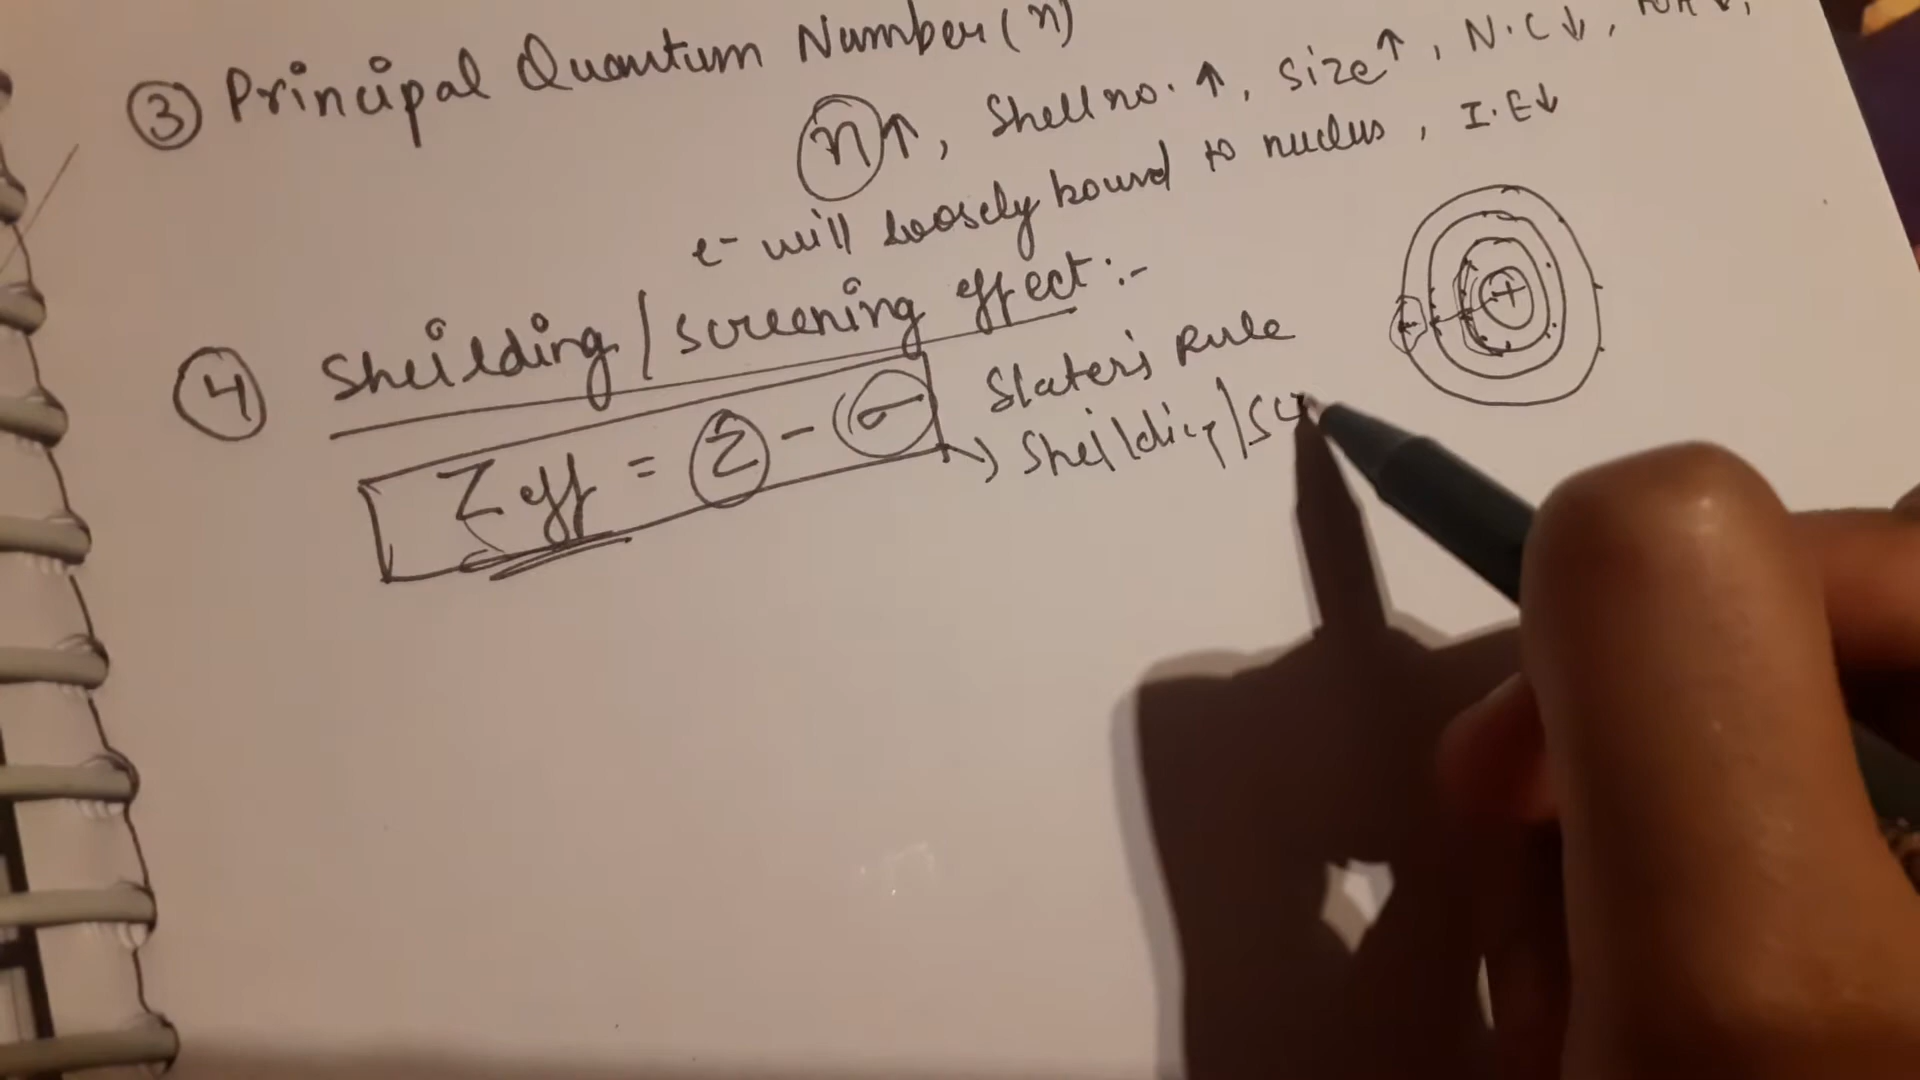 ③ Principal Quantum Number (n)
n↑, Shell no. ↑, size↑, N.C↓,
e- will loosely bound to nucleus, I.E↓
④ Sheilding/screening effect :-
Zeff = Z - σ
Slater's Rule
→ Sheilding/Sc
+